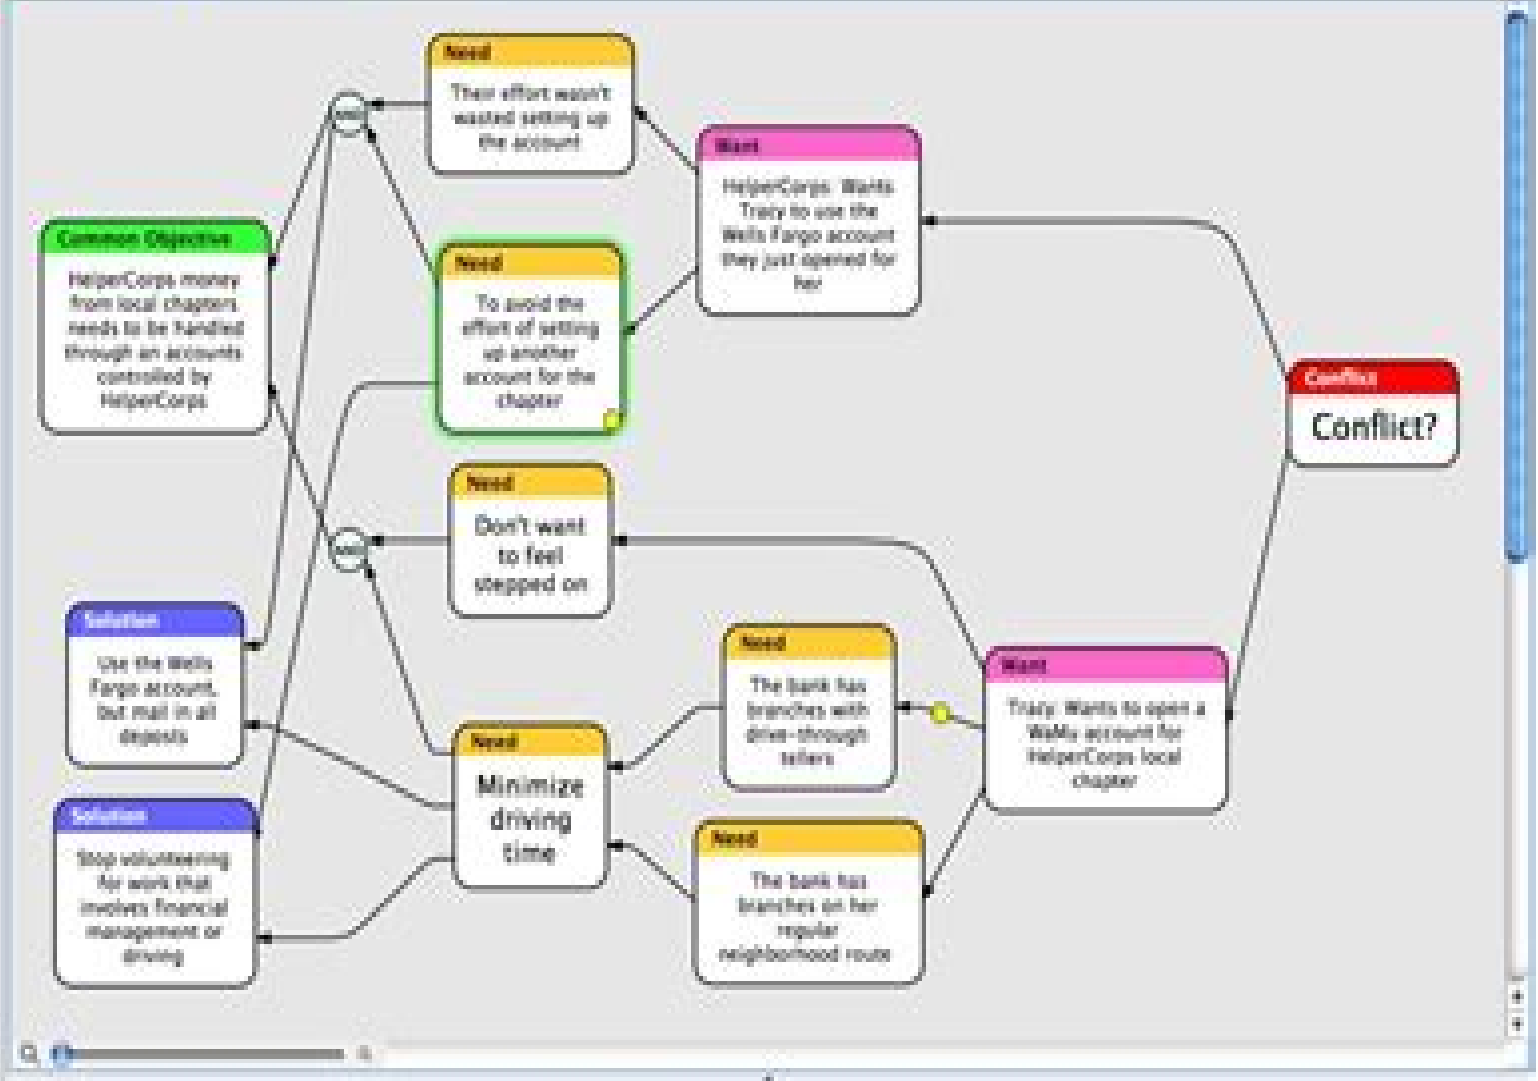 Need
Their effort wasn't
wasted setting up
the account
AND
Want
HelperCorps: Wants
Tracy to use the
Wells Fargo account
they just opened for
her
Common Objective
HelperCorps money
from local chapters
needs to be handled
through an accounts
controlled by
HelperCorps
Need
To avoid the
effort of setting
up another
account for the
chapter
Conflict
Conflict?
Need
Don't want
to feel
stepped on
AND
Solution
Use the Wells
Fargo account,
but mail in all
deposits
Need
The bank has
branches with
drive-through
tellers
Want
Tracy: Wants to open a
WaMu account for
HelperCorps local
chapter
Need
Minimize
driving
time
Solution
Stop volunteering
for work that
involves financial
management or
driving
Need
The bank has
branches on her
regular
neighborhood route